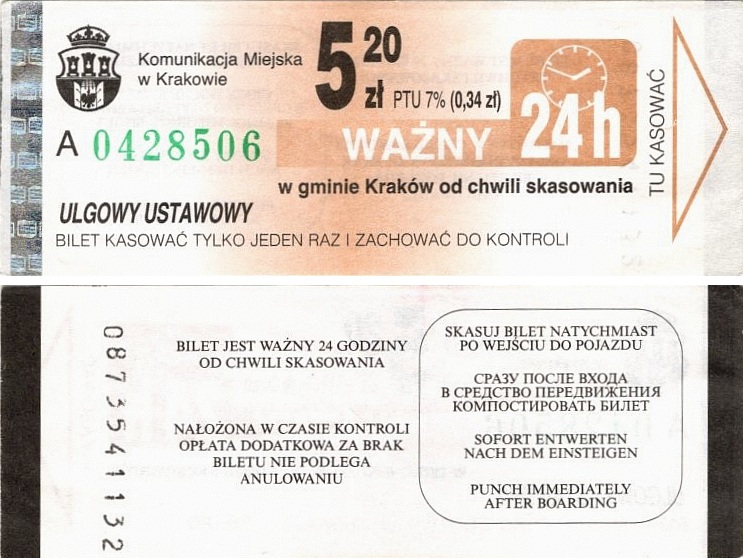 Komunikacja Miejska
w Krakowie
5 20
zł PTU 7% (0,34 zł)
A 0428506
WAŻNY 24h
w gminie Kraków od chwili skasowania
TU KASOWAĆ
ULGOWY USTAWOWY
BILET KASOWAĆ TYLKO JEDEN RAZ I ZACHOWAĆ DO KONTROLI
0873541132
BILET JEST WAŻNY 24 GODZINY
OD CHWILI SKASOWANIA
NAŁOŻONA W CZASIE KONTROLI
OPŁATA DODATKOWA ZA BRAK
BILETU NIE PODLEGA
ANULOWANIU
SKASUJ BILET NATYCHMIAST
PO WEJŚCIU DO POJAZDU
СРАЗУ ПОСЛЕ ВХОДА
В СРЕДСТВО ПЕРЕДВИЖЕНИЯ
КОМПОСТИРОВАТЬ БИЛЕТ
SOFORT ENTWERTEN
NACH DEM EINSTEIGEN
PUNCH IMMEDIATELY
AFTER BOARDING